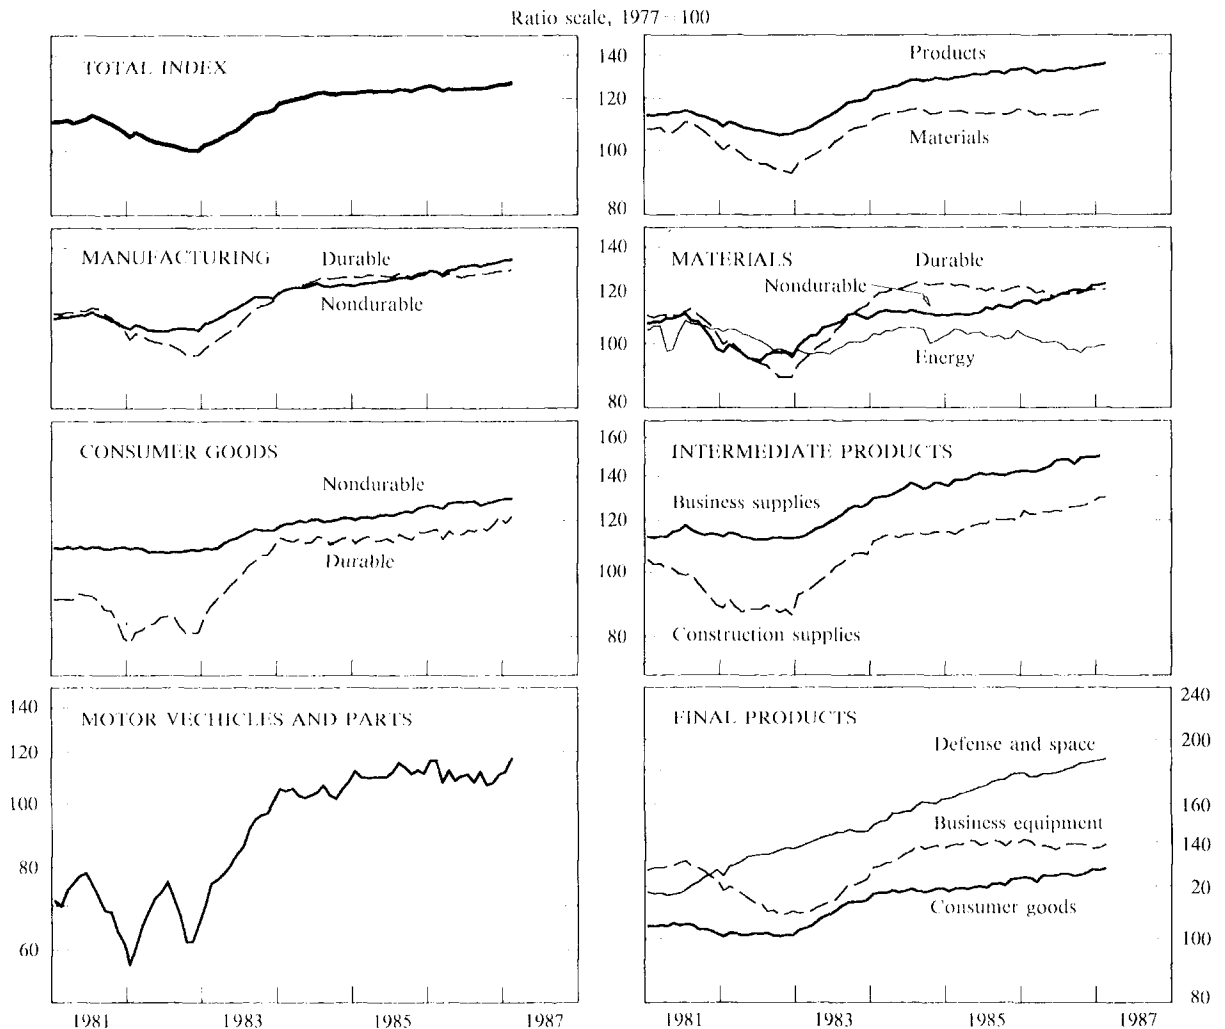 Ratio scale, 1977 = 100
TOTAL INDEX
140
Products
120
Materials
100
80
MANUFACTURING
Durable
Nondurable
140
MATERIALS
Durable
Nondurable
120
100
Energy
80
CONSUMER GOODS
Nondurable
Durable
160
INTERMEDIATE PRODUCTS
140
Business supplies
120
100
Construction supplies
80
140
MOTOR VECHICLES AND PARTS
120
100
80
60
FINAL PRODUCTS
240
Defense and space
200
160
Business equipment
140
20
Consumer goods
100
80
1981 1983 1985 1987
1981 1983 1985 1987